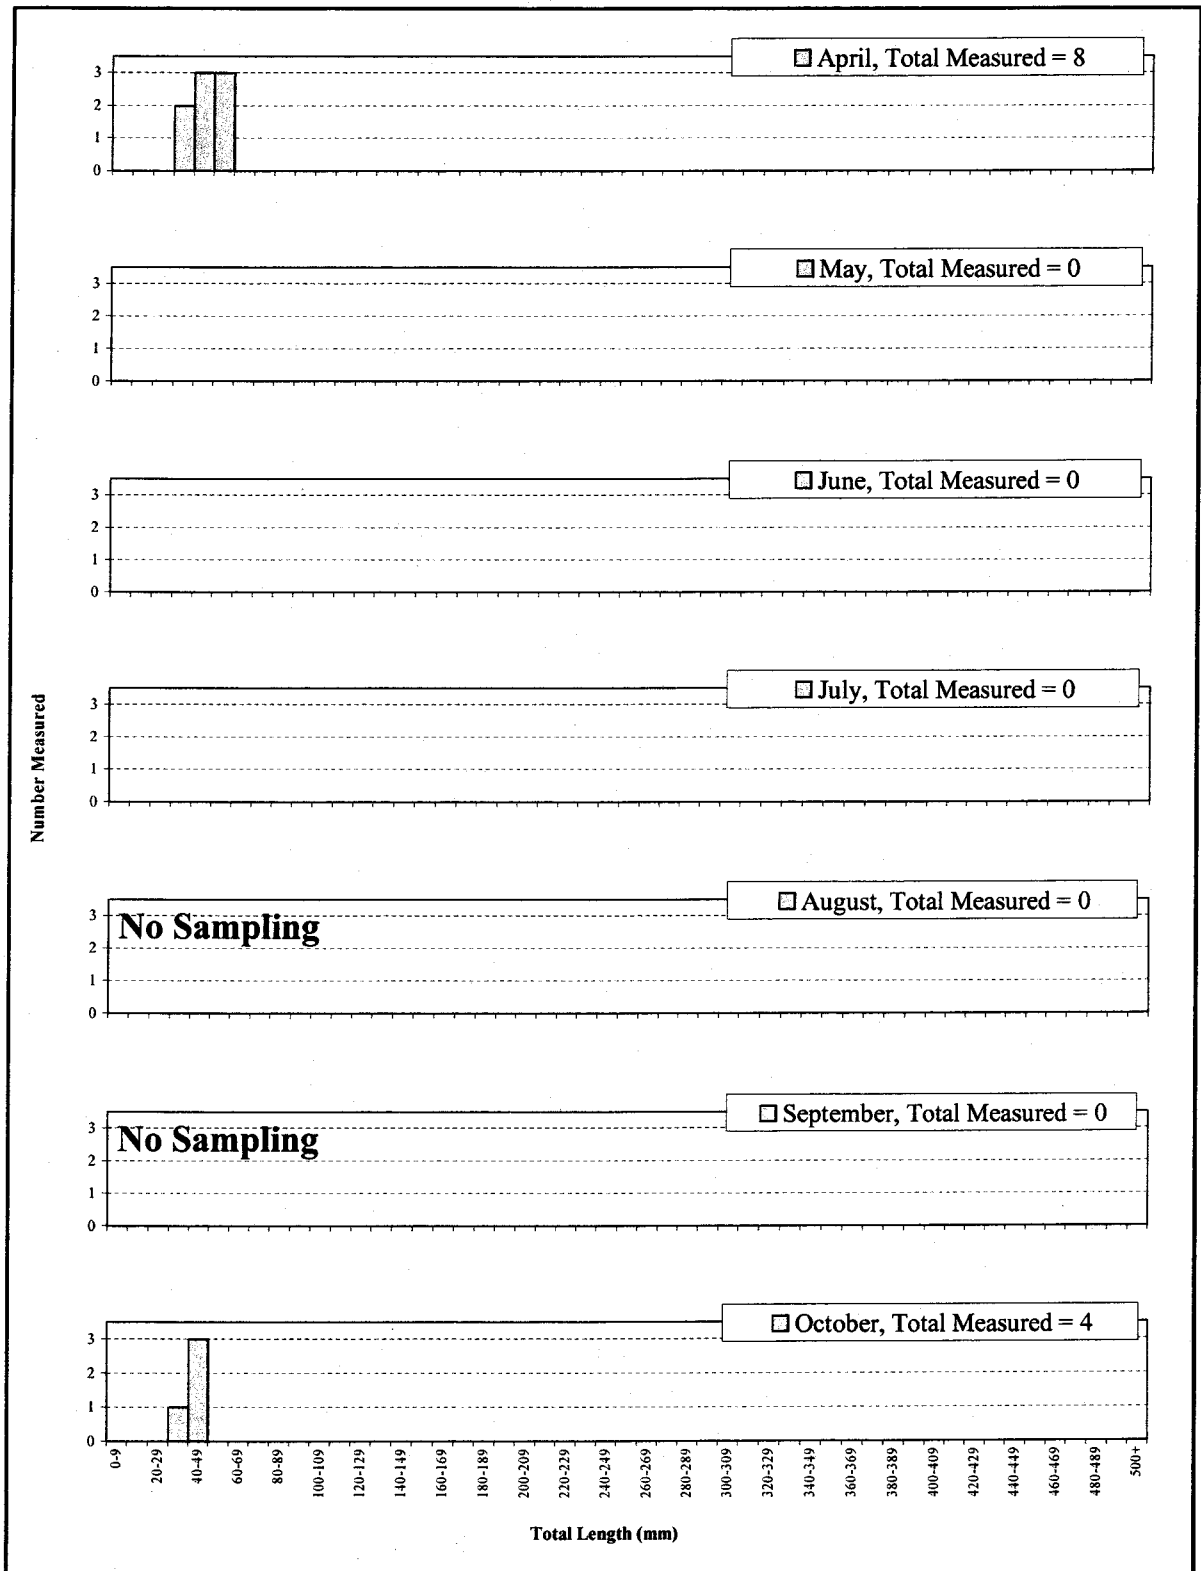 April, Total Measured = 8
3
2
1
0
May, Total Measured = 0
3
2
1
0
June, Total Measured = 0
3
2
1
0
July, Total Measured = 0
3
2
1
0
Number Measured
August, Total Measured = 0
No Sampling
3
2
1
0
September, Total Measured = 0
No Sampling
3
2
1
0
October, Total Measured = 4
3
2
1
0
0-9 20-29 40-49 60-69 80-89 100-109 120-129 140-149 160-169 180-189 200-209 220-229 240-249 260-269 280-289 300-309 320-329 340-349 360-369 380-389 400-409 420-429 440-449 460-469 480-489 500+
Total Length (mm)